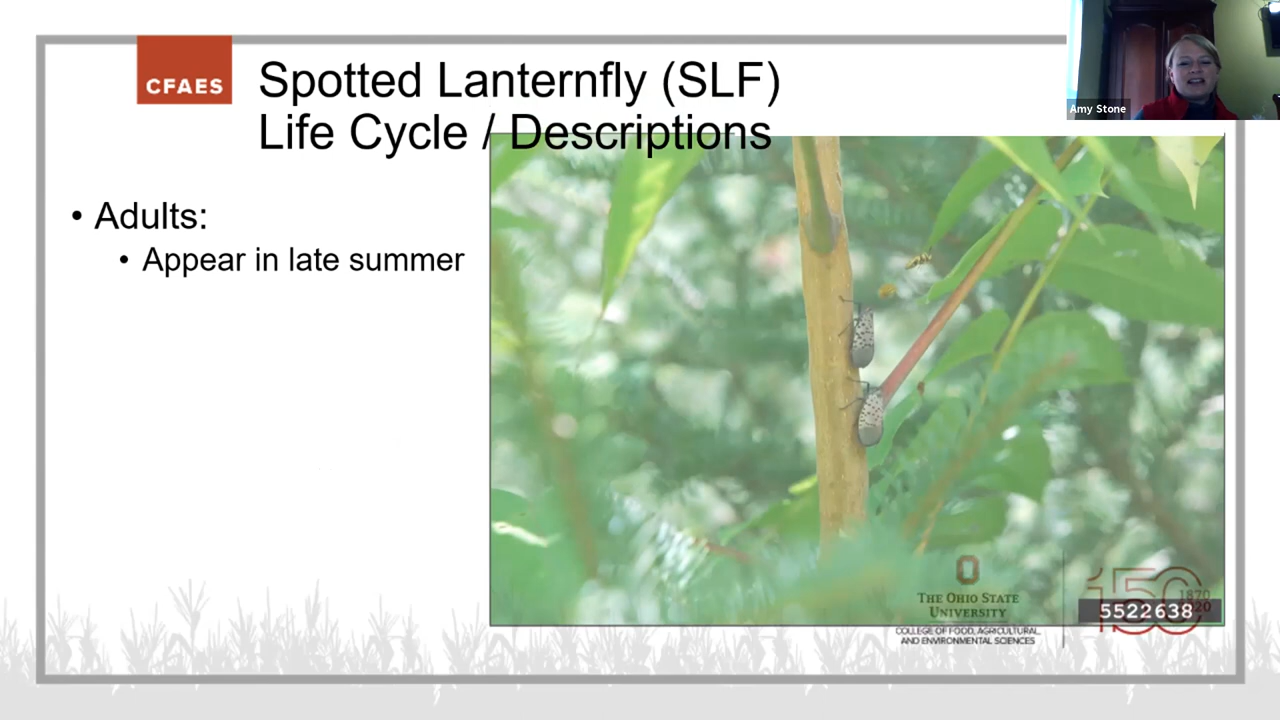 CFAES
Spotted Lanternfly (SLF)
Life Cycle / Descriptions
Amy Stone
• Adults:
• Appear in late summer
THE OHIO STATE
UNIVERSITY
COLLEGE OF FOOD, AGRICULTURAL,
AND ENVIRONMENTAL SCIENCES
150
1870
5522638